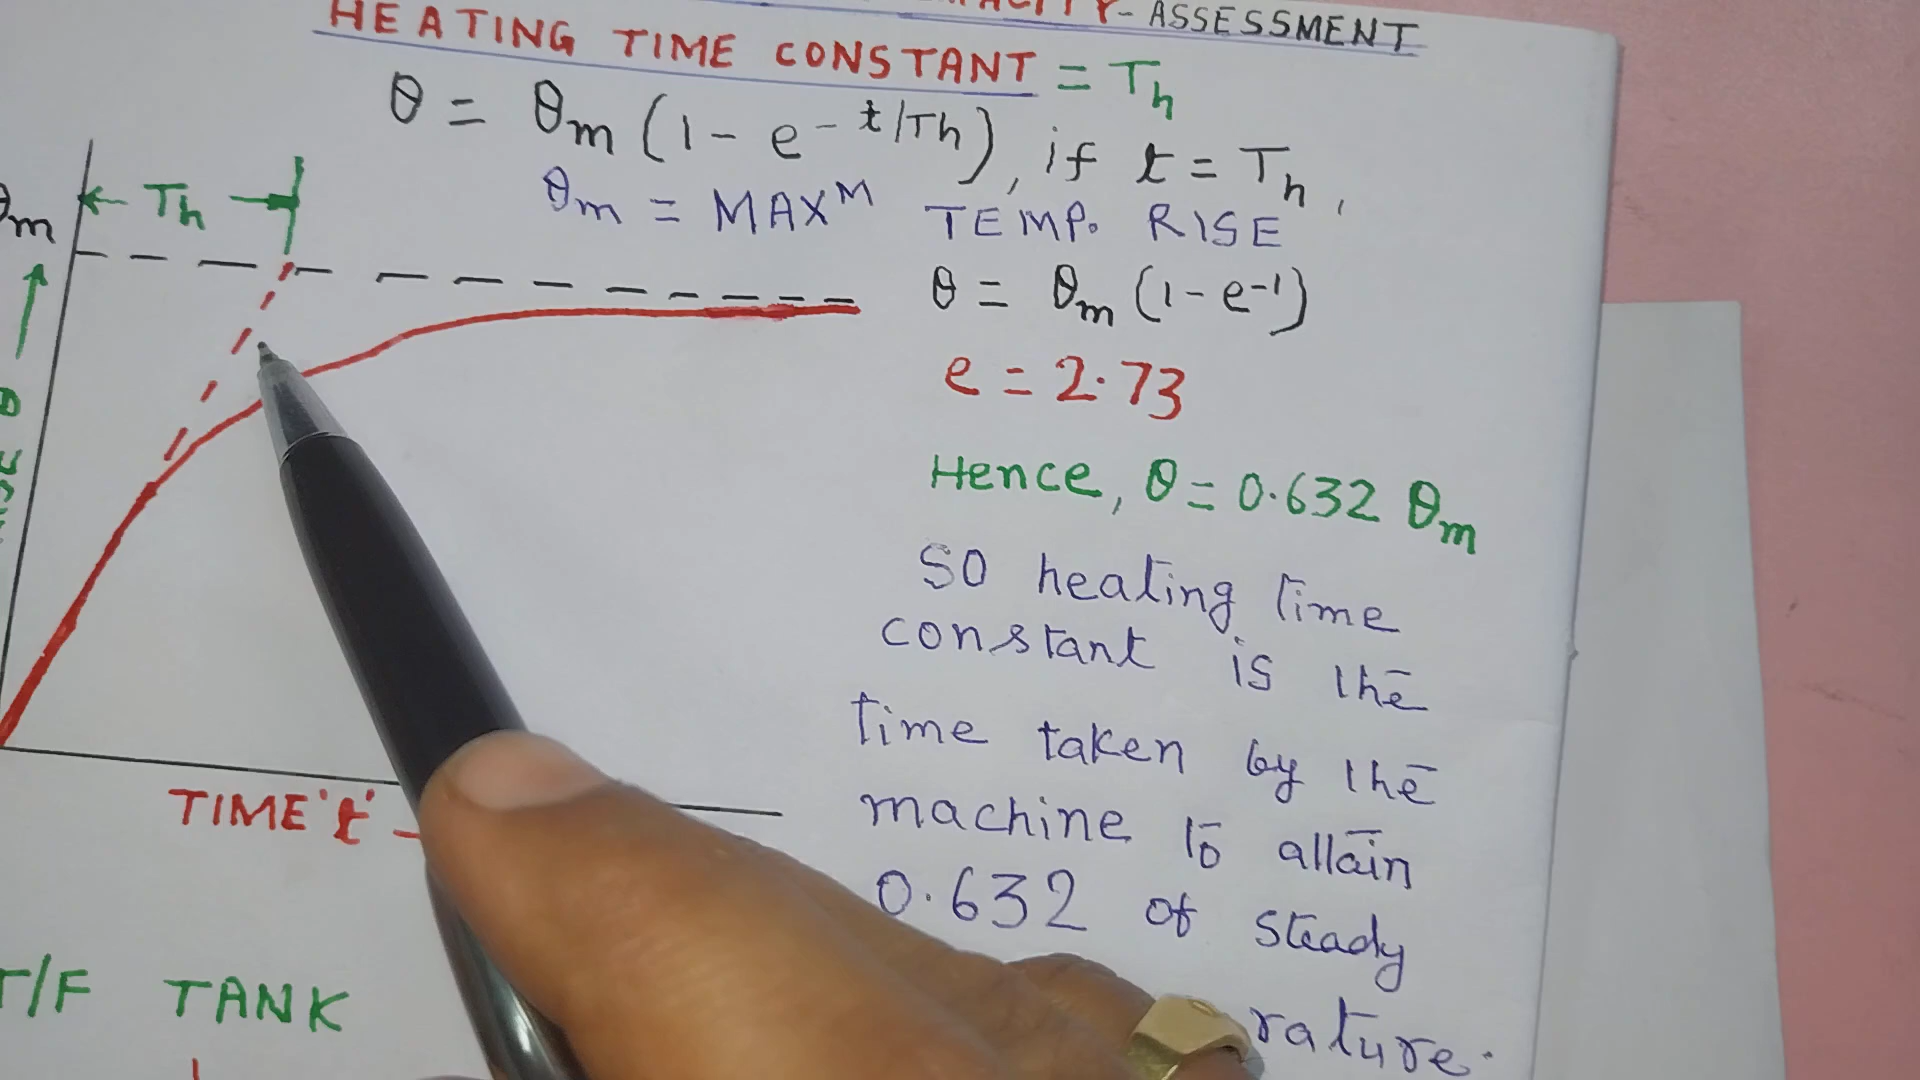 ASSESSMENT
HEATING TIME CONSTANT = Th
θ = θm (1 - e - t/Th), if t = Th,
θm = MAXM TEMP. RISE
Th
θm
θ = θm (1 - e-1)
e = 2.73
Hence, θ = 0.632 θm
SO heating time
constant is the
time taken by the
machine to attain
0.632 of steady
rature.
TIME 't'
T/F TANK